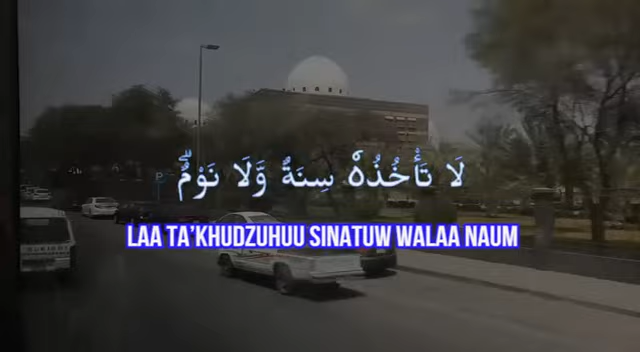 لَا تَأْخُذُهٗ سِنَةٌ وَّلَا نَوْمٌۗ
LAA TA'KHUDZUHUU SINATUW WALAA NAUM
P